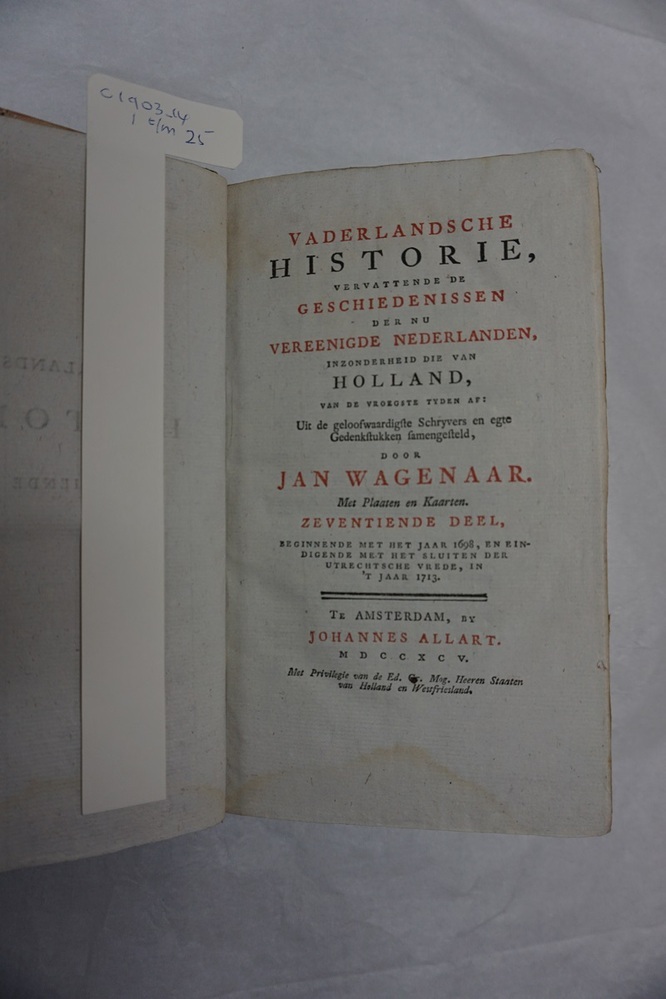 C1903-14
1 t/m 25
VADERLANDSCHE
HISTORIE,
VERVATTENDE DE
GESCHIEDENISSEN
DER NU
VEREENIGDE NEDERLANDEN,
INZONDERHEID DIE VAN
HOLLAND,
VAN DE VROEGSTE TYDEN AF:
Uit de geloofwaardigſte Schryvers en egte
Gedenkſtukken ſamengeſteld,
DOOR
JAN WAGENAAR.
Met Plaaten en Kaarten.
ZEVENTIENDE DEEL,
BEGINNENDE MET HET JAAR 1698, EN EIN-
DIGENDE MET HET SLUITEN DER
UTRECHTSCHE VREDE, IN
'T JAAR 1713.
TE AMSTERDAM, BY
JOHANNES ALLART.
MDCCXCV.
Met Privilegie van de Ed. Gr. Mog. Heeren Staaten
van Holland en Westfriesland.